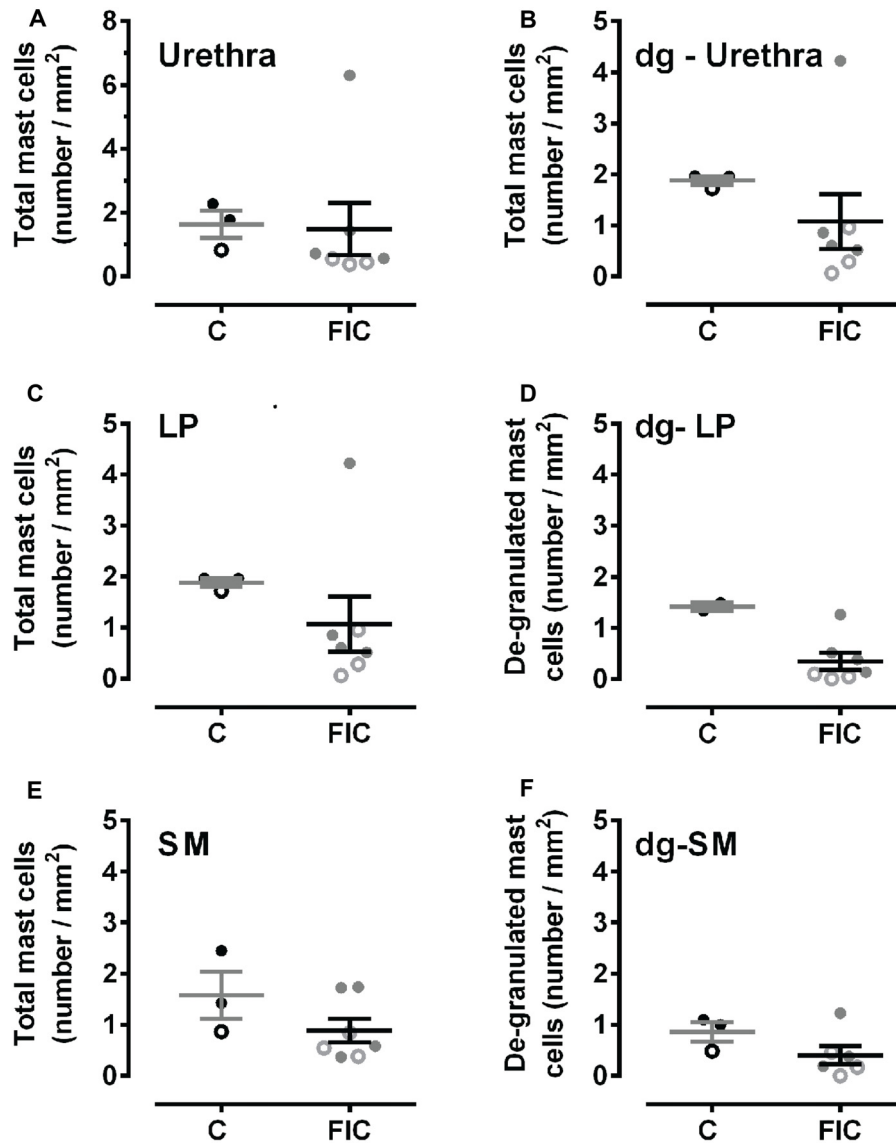 A
Urethra
Total mast cells
(number / mm²)
8
6
4
2
0
C FIC
B
dg - Urethra
Total mast cells
(number / mm²)
5
4
3
2
1
0
C FIC
C
LP
Total mast cells
(number / mm²)
5
4
3
2
1
0
C FIC
D
dg- LP
De-granulated mast
cells (number / mm²)
5
4
3
2
1
0
C FIC
E
SM
Total mast cells
(number / mm²)
5
4
3
2
1
0
C FIC
F
dg-SM
De-granulated mast
cells (number / mm²)
5
4
3
2
1
0
C FIC